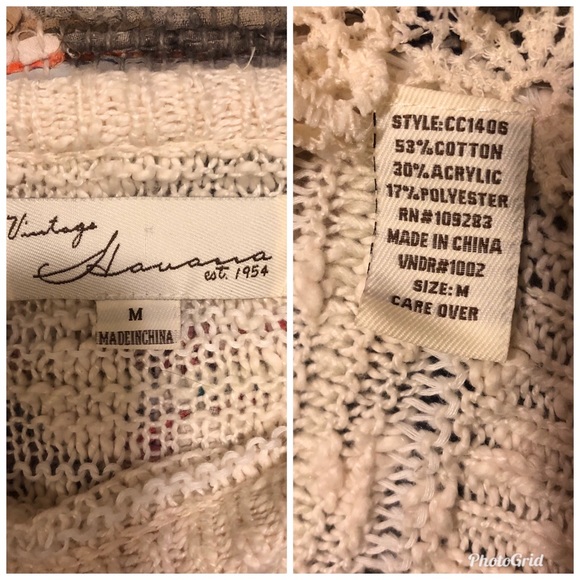 Vintage
Havana
est. 1954
M
MADEINCHINA
STYLE:CC1406
53%COTTON
30%ACRYLIC
17%POLYESTER
RN#109283
MADE IN CHINA
VNDR#1002
SIZE: M
CARE OVER
PhotoGrid